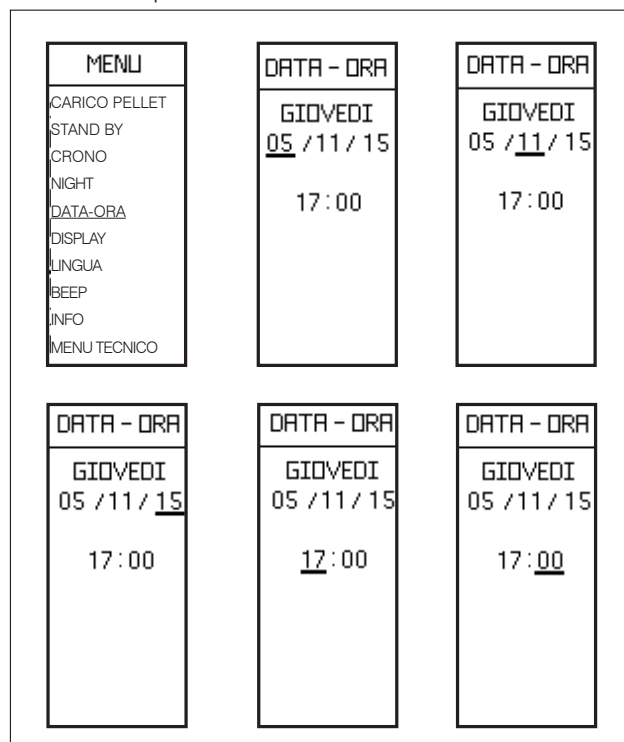 MENU
CARICO PELLET
STAND BY
CRONO
NIGHT
DATA-ORA
DISPLAY
LINGUA
BEEP
INFO
MENU TECNICO
DATA - ORA
GIOVEDI
05 /11/ 15
17:00
DATA - ORA
GIOVEDI
05 /11/ 15
17:00
DATA - ORA
GIOVEDI
05 /11/ 15
17:00
DATA - ORA
GIOVEDI
05 /11/ 15
17:00
DATA - ORA
GIOVEDI
05 /11/ 15
17:00